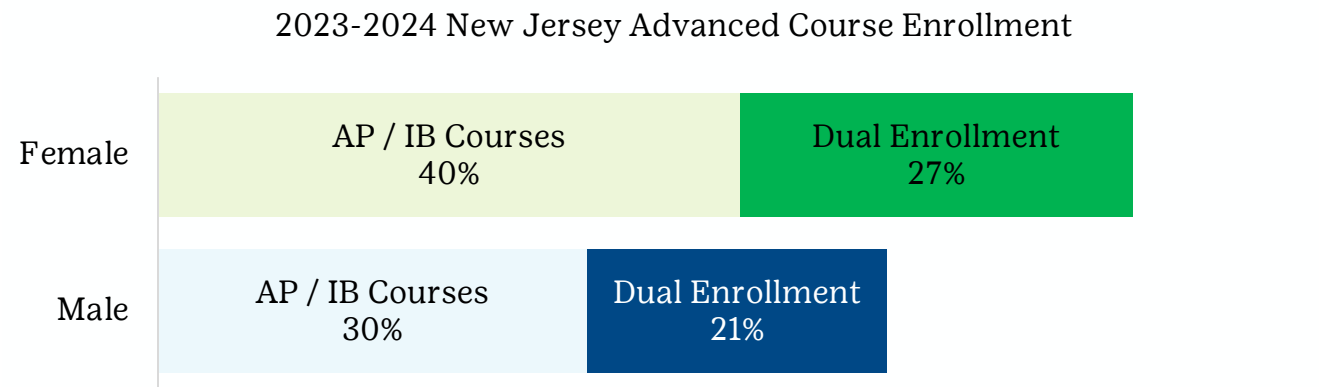 2023-2024 New Jersey Advanced Course Enrollment
Female
AP / IB Courses
40%
Dual Enrollment
27%
Male
AP / IB Courses
30%
Dual Enrollment
21%